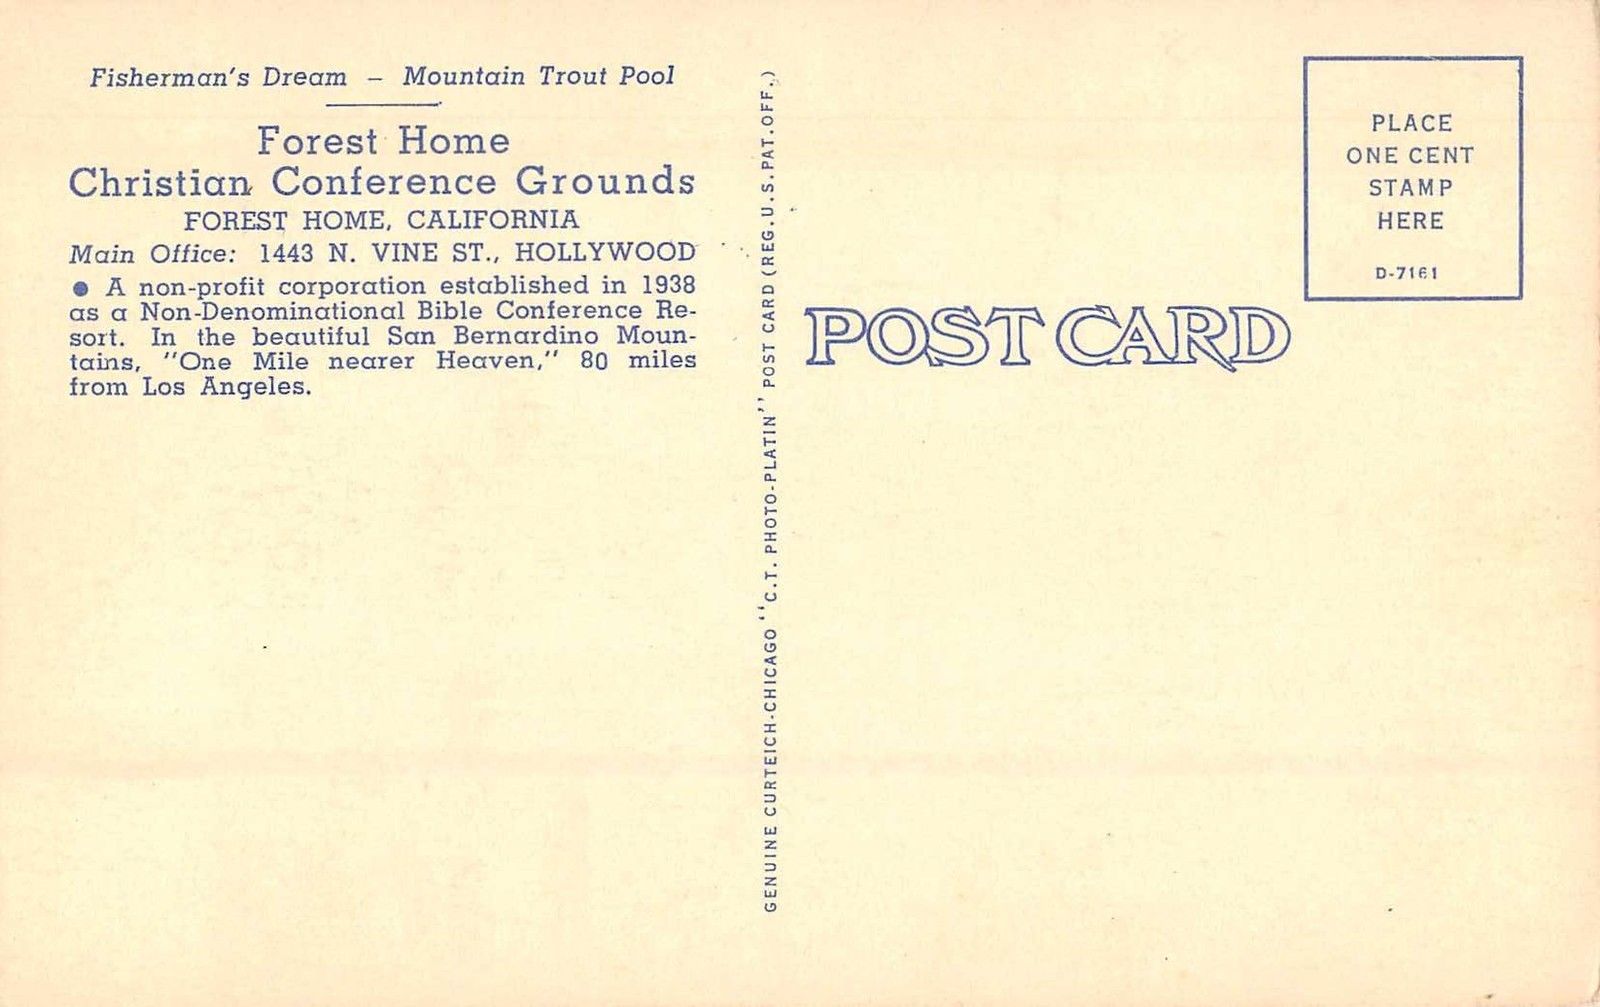 Fisherman's Dream – Mountain Trout Pool
Forest Home
Christian Conference Grounds
FOREST HOME, CALIFORNIA
Main Office: 1443 N. VINE ST., HOLLYWOOD
● A non-profit corporation established in 1938
as a Non-Denominational Bible Conference Re-
sort. In the beautiful San Bernardino Moun-
tains, "One Mile nearer Heaven," 80 miles
from Los Angeles.
GENUINE CURTEICH-CHICAGO "C.T. PHOTO-PLATIN" POST CARD (REG. U.S. PAT. OFF.)
POST CARD
PLACE
ONE CENT
STAMP
HERE
D-7161